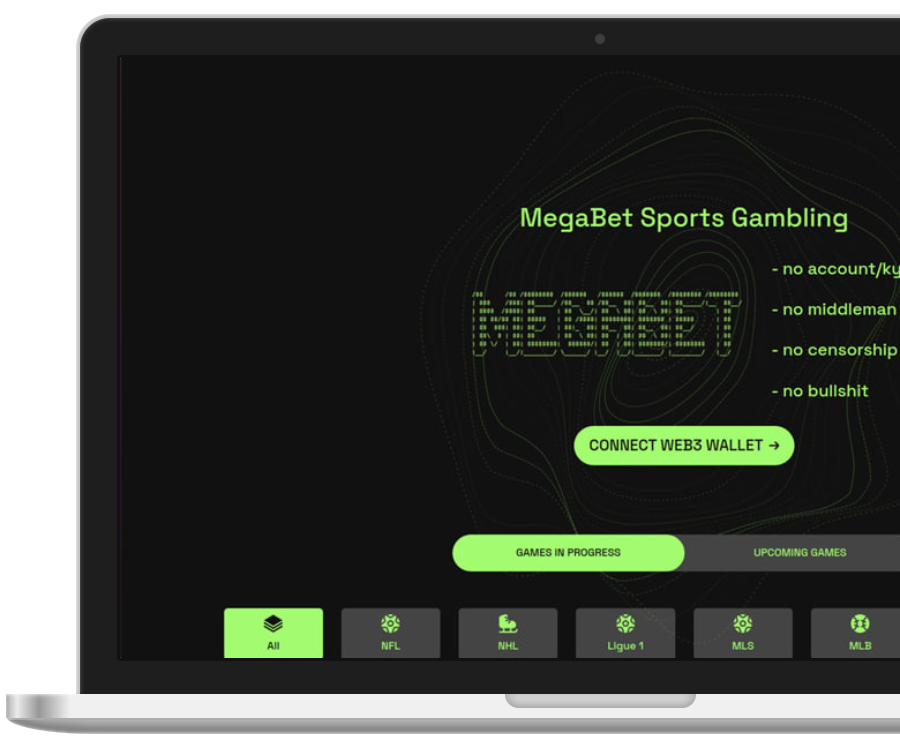 MegaBet Sports Gambling
- no account/ky
MEGABET
- no middleman
- no censorship
- no bullshit
CONNECT WEB3 WALLET →
GAMES IN PROGRESS
UPCOMING GAMES
All
NFL
NHL
Ligue 1
MLS
MLB